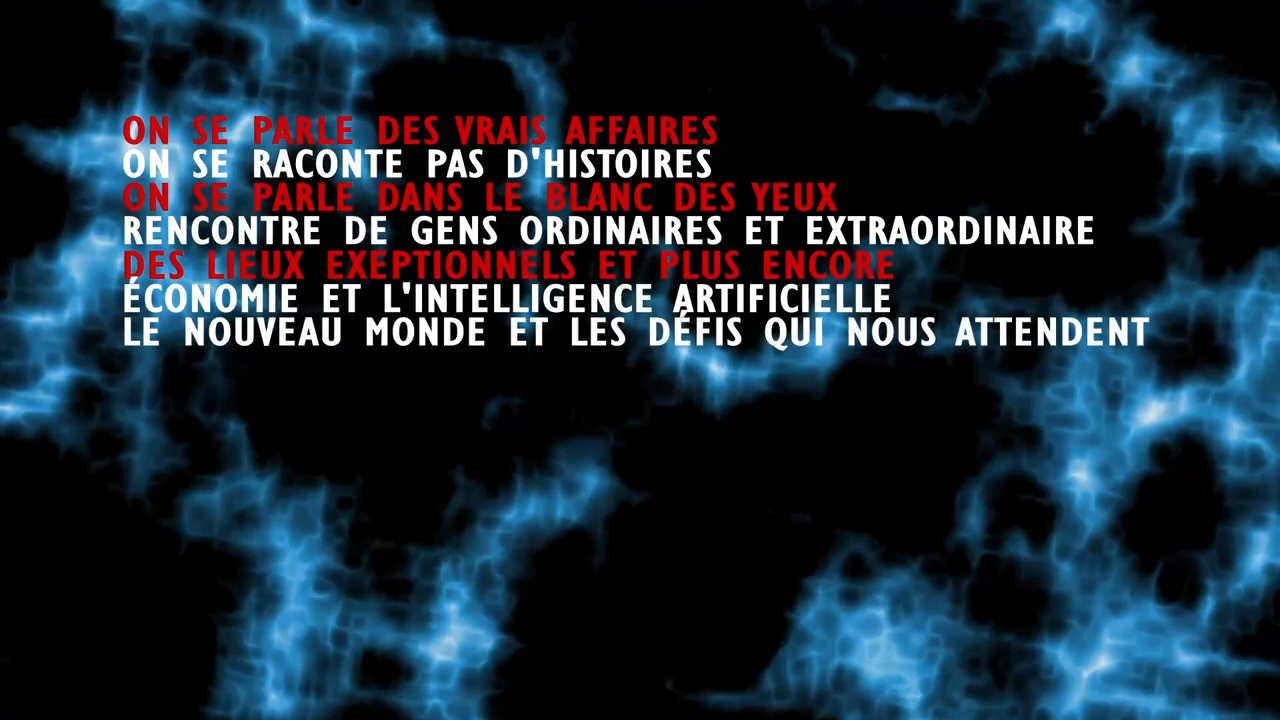 ON SE PARLE DES VRAIS AFFAIRES
ON SE RACONTE PAS D'HISTOIRES
ON SE PARLE DANS LE BLANC DES YEUX
RENCONTRE DE GENS ORDINAIRES ET EXTRAORDINAIRE
DES LIEUX EXEPTIONNELS ET PLUS ENCORE
ÉCONOMIE ET L'INTELLIGENCE ARTIFICIELLE
LE NOUVEAU MONDE ET LES DÉFIS QUI NOUS ATTENDENT